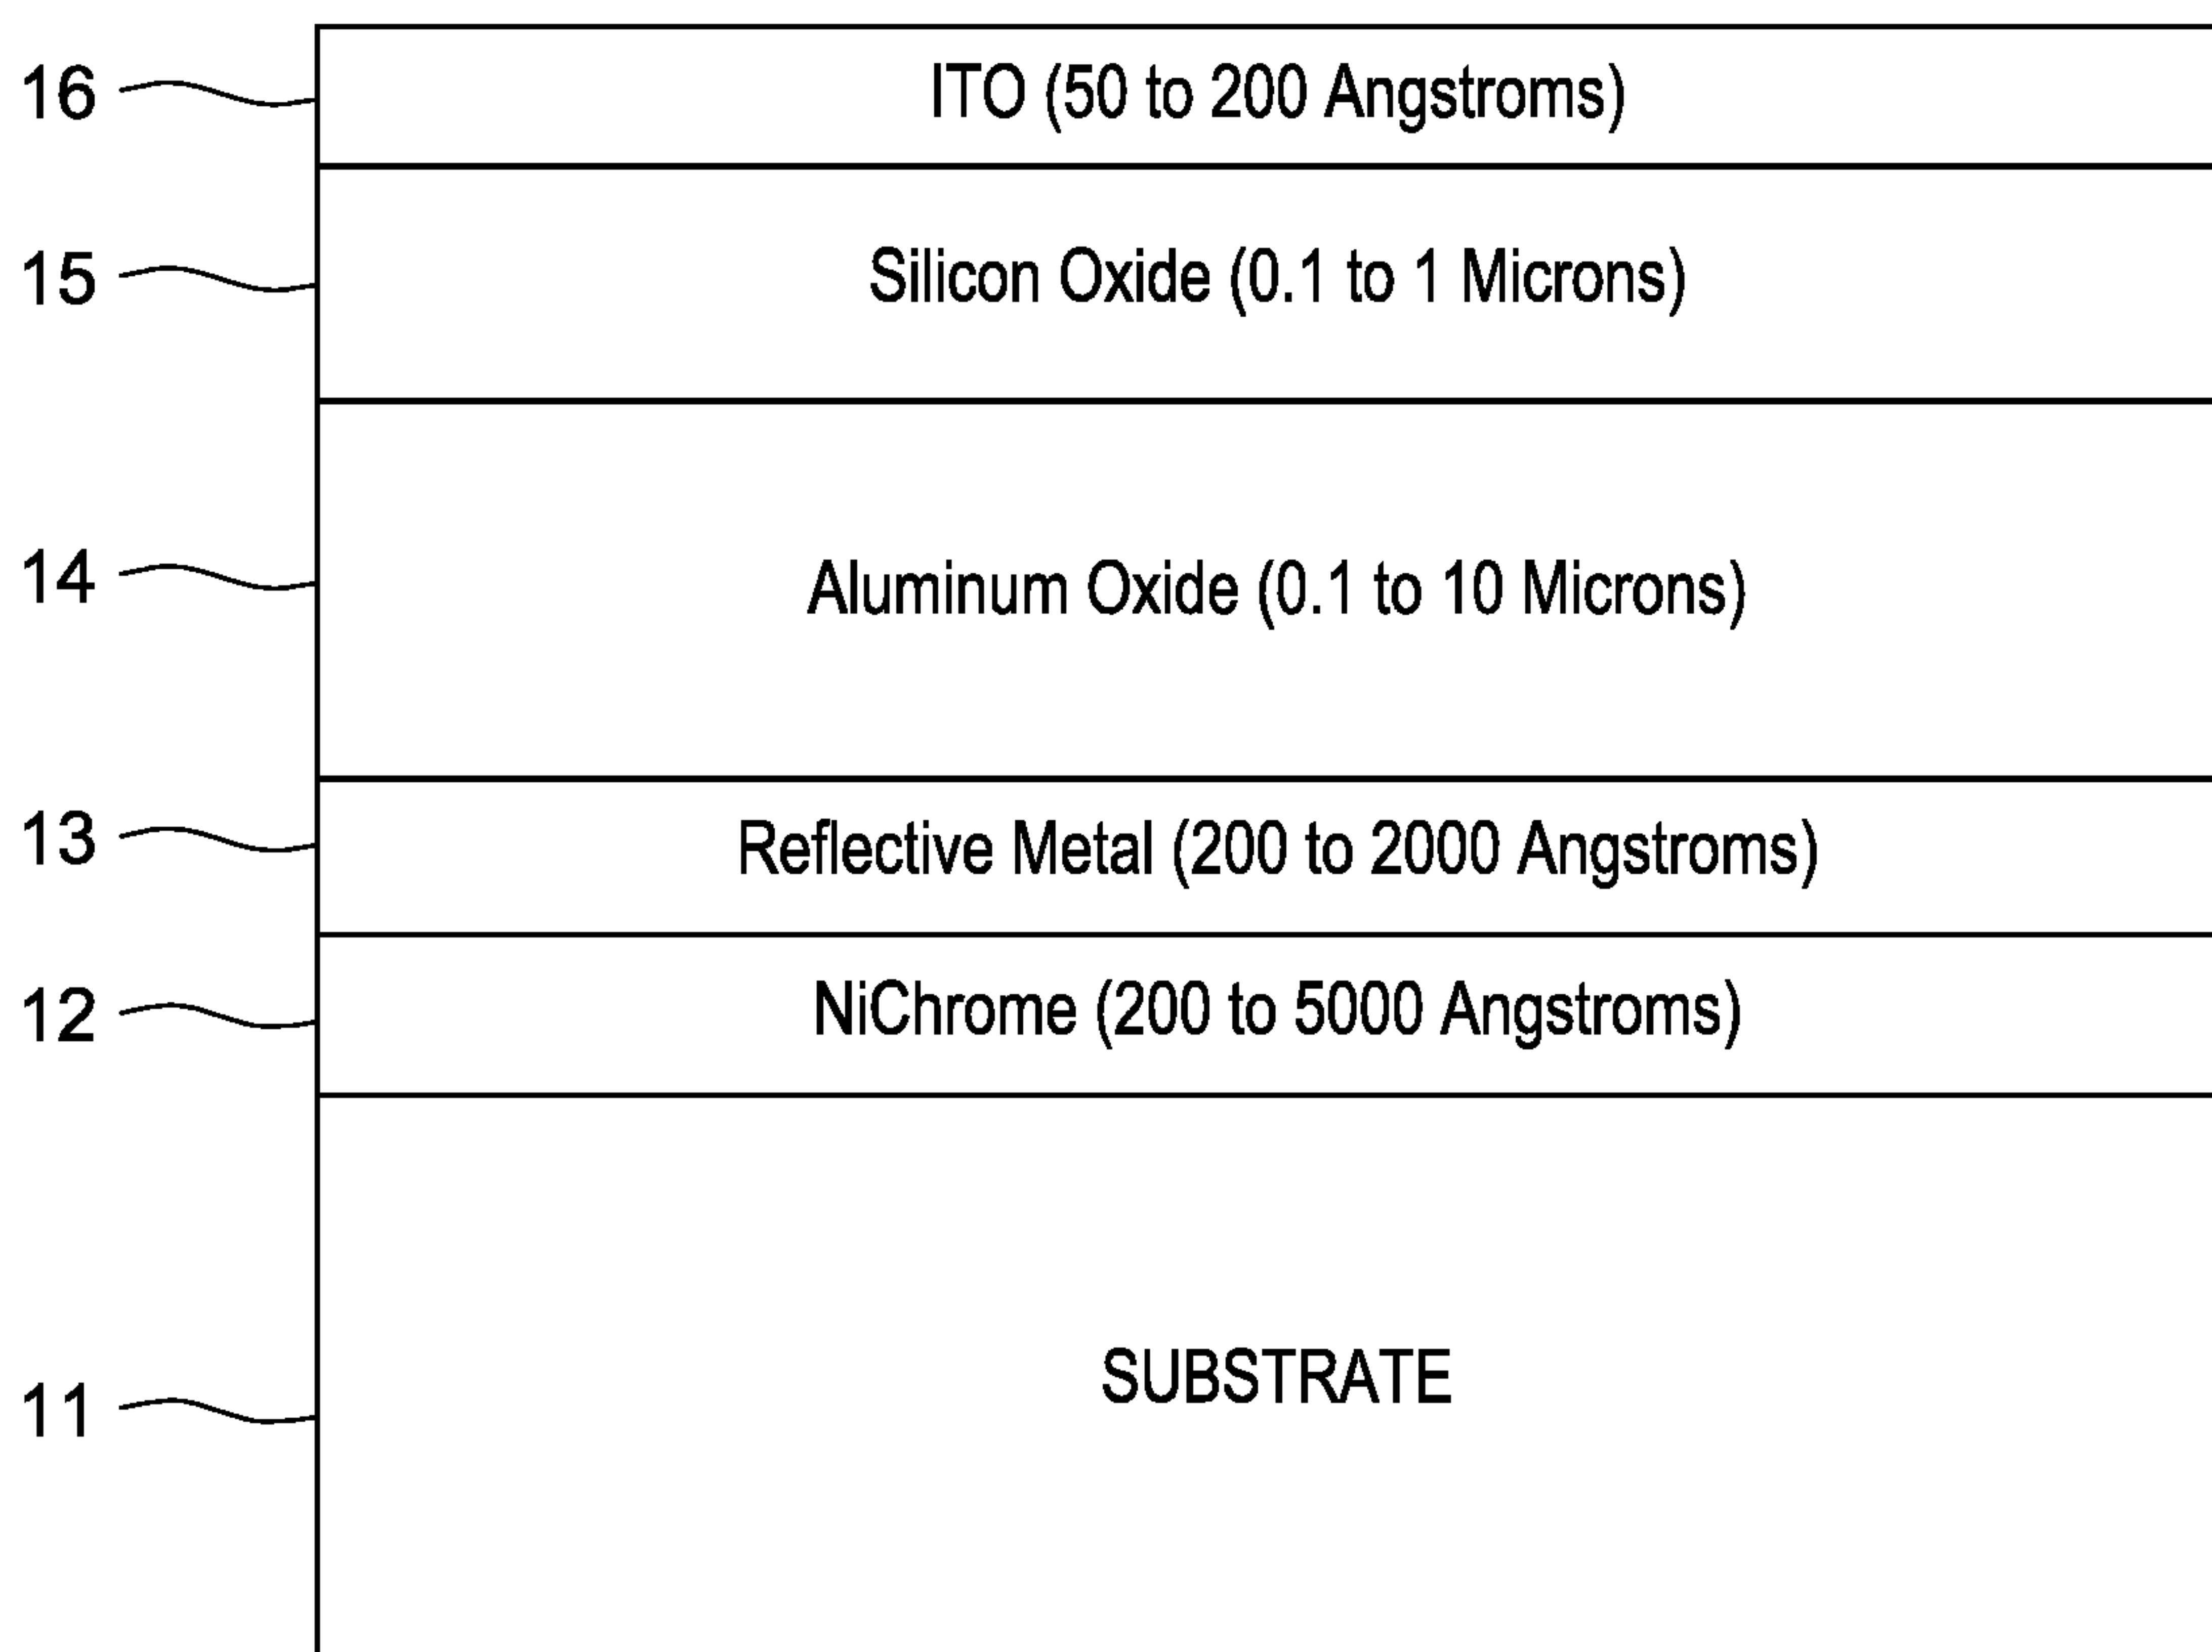 16 ITO (50 to 200 Angstroms)
15 Silicon Oxide (0.1 to 1 Microns)
14 Aluminum Oxide (0.1 to 10 Microns)
13 Reflective Metal (200 to 2000 Angstroms)
12 NiChrome (200 to 5000 Angstroms)
11 SUBSTRATE